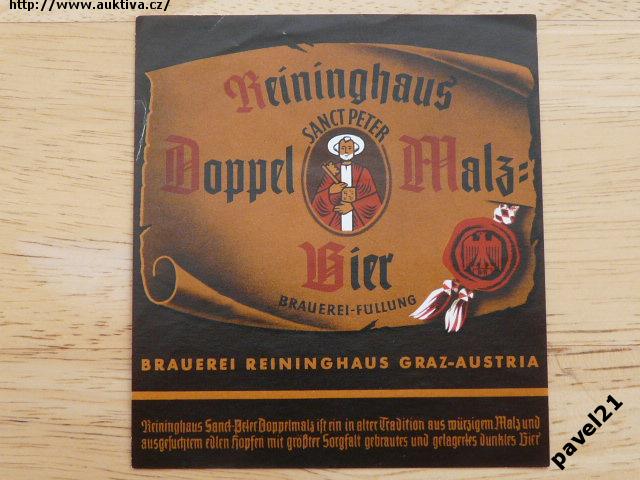 http://www.auktiva.cz/
Reininghaus
SANCT PETER
Doppel Malz=
Bier
BRAUEREI-FÜLLUNG
BRAUEREI REININGHAUS GRAZ-AUSTRIA
Reininghaus Sanct-Peter Doppelmalz ist ein in alter Tradition aus würzigem Malz und
ausgesuchtem edlen Hopfen mit größter Sorgfalt gebrautes und gelagertes dunkles Bier
pavel21